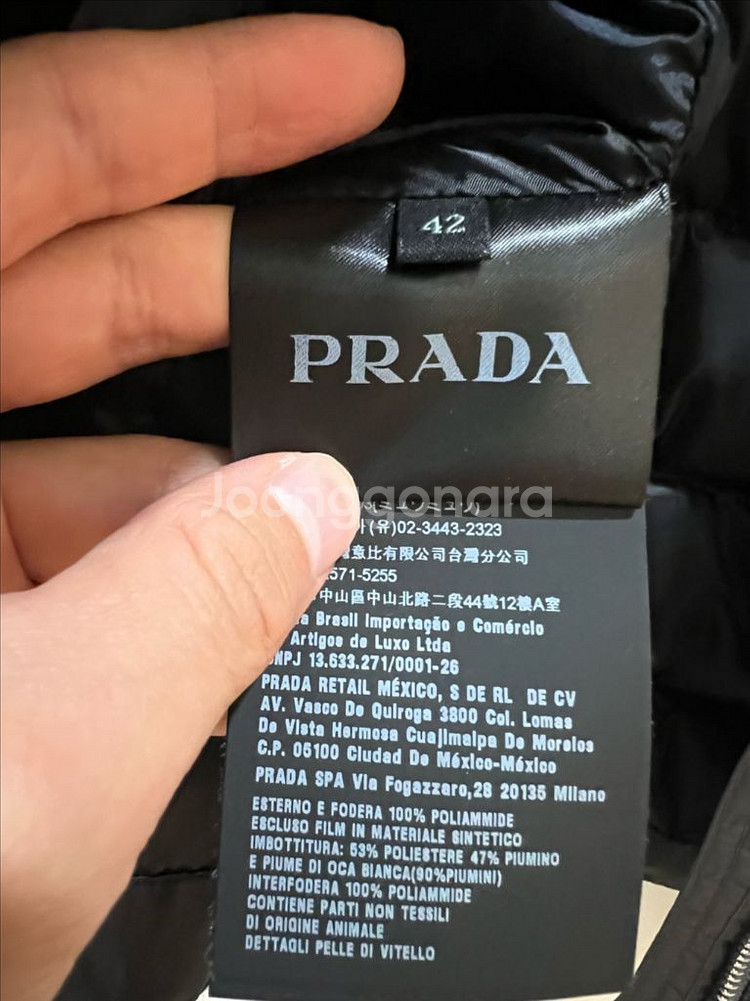 42
PRADA
Joonggonara
(유)02-3443-2323
比有限公司台灣分公司
571-5255
中山區中山北路二段44號12樓A室
Brasil Importação e Comércio
Artigos de Luxo Ltda
13.633.271/0001-26
PRADA RETAIL MÉXICO, S DE RL DE CV
AV. Vasco De Quiroga 3800 Col. Lomas
De Vista Hermosa Cuajimalpa De Morelos
C.P. 05100 Ciudad De México-México
PRADA SPA Via Fogazzaro,28 20135 Milano
ESTERNO E FODERA 100% POLIAMMIDE
ESCLUSO FILM IN MATERIALE SINTETICO
IMBOTTITURA: 53% POLIESTERE 47% PIUMINO
E PIUME DI OCA BIANCA(90%PIUMINI)
INTERFODERA 100% POLIAMMIDE
CONTIENE PARTI NON TESSILI
DI ORIGINE ANIMALE
DETTAGLI PELLE DI VITELLO